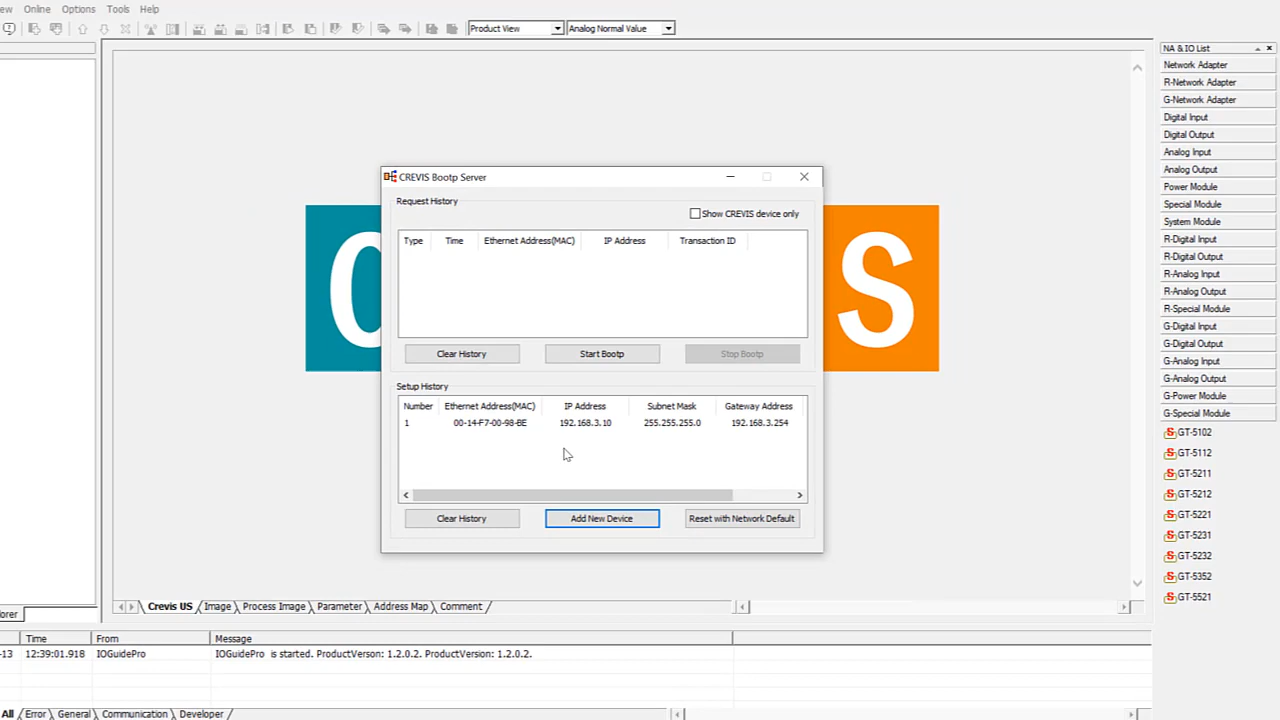 ew Online Options Tools Help
Product View Analog Normal Value
NA & IO List
Network Adapter
R-Network Adapter
G-Network Adapter
Digital Input
Digital Output
Analog Input
Analog Output
Power Module
Special Module
System Module
R-Digital Input
R-Digital Output
R-Analog Input
R-Analog Output
R-Special Module
G-Digital Input
G-Digital Output
G-Analog Input
G-Analog Output
G-Power Module
G-Special Module
GT-5102
GT-5112
GT-5211
GT-5212
GT-5221
GT-5231
GT-5232
GT-5352
GT-5521
C S
CREVIS Bootp Server
Request History
Show CREVIS device only
Type Time Ethernet Address(MAC) IP Address Transaction ID
Clear History Start Bootp Stop Bootp
Setup History
Number Ethernet Address(MAC) IP Address Subnet Mask Gateway Address
1 00-14-F7-00-98-BE 192.168.3.10 255.255.255.0 192.168.3.254
Clear History Add New Device Reset with Network Default
orer
Crevis US Image Process Image Parameter Address Map Comment
Time From Message
-13 12:39:01.918 IOGuidePro IOGuidePro is started. ProductVerson: 1.2.0.2. ProductVersion: 1.2.0.2.
All Error General Communication Developer